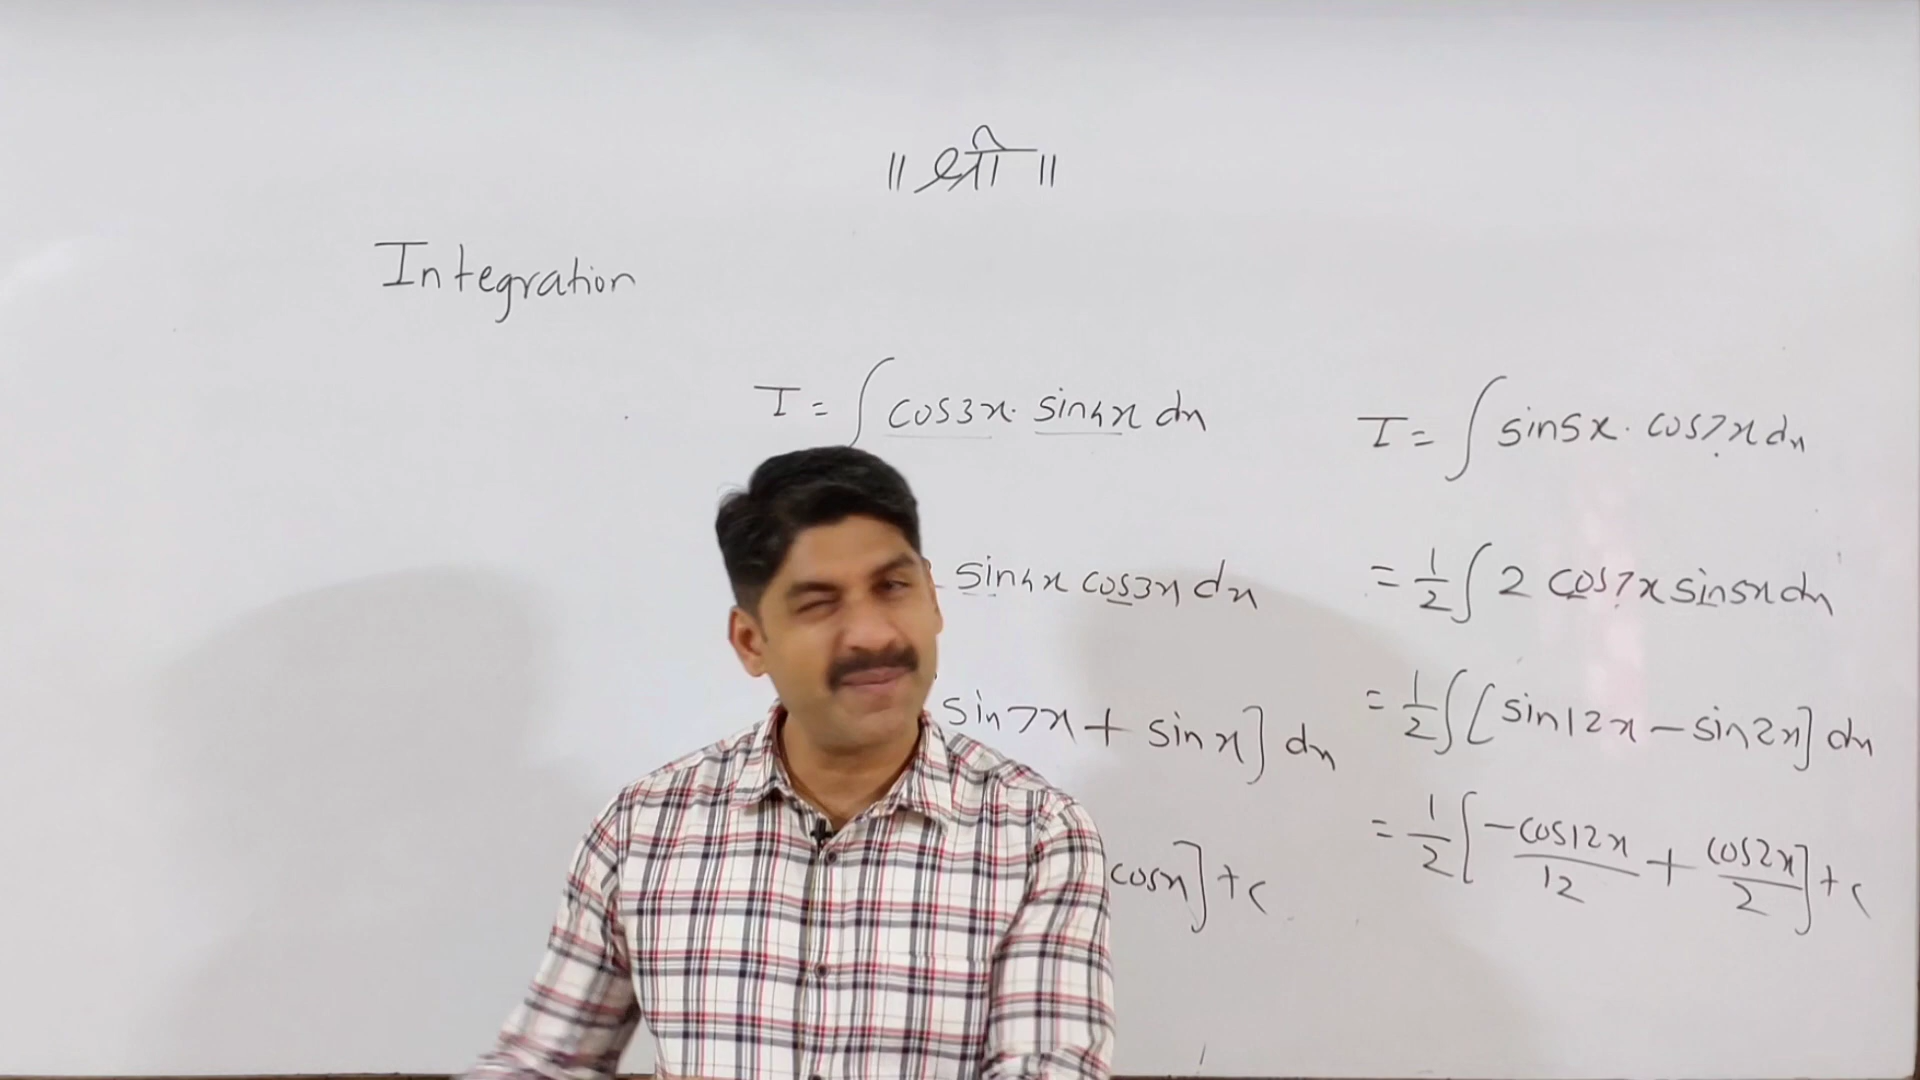 ॥ श्री ॥
Integration
I = ∫ cos3x · sin4x dx
sin4x cos3x dx
sin7x + sinx] dx
cosx] + c
I = ∫ sin5x · cos7x dx
= 1/2 ∫ 2 cos7x sin5x dx
= 1/2 ∫ [sin12x − sin2x] dx
= 1/2 [−cos12x/12 + cos2x/2] + c